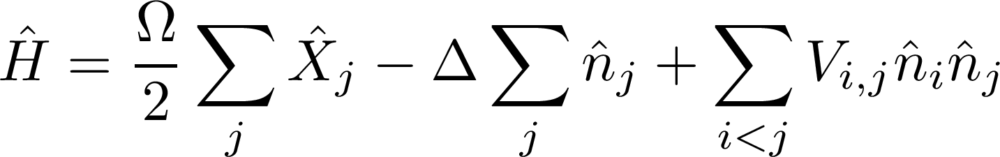 \hat{H} = \frac{\Omega}{2} \sum_{j} \hat{X}_j - \Delta \sum_{j} \hat{n}_j + \sum_{i<j} V_{i,j} \hat{n}_i \hat{n}_j